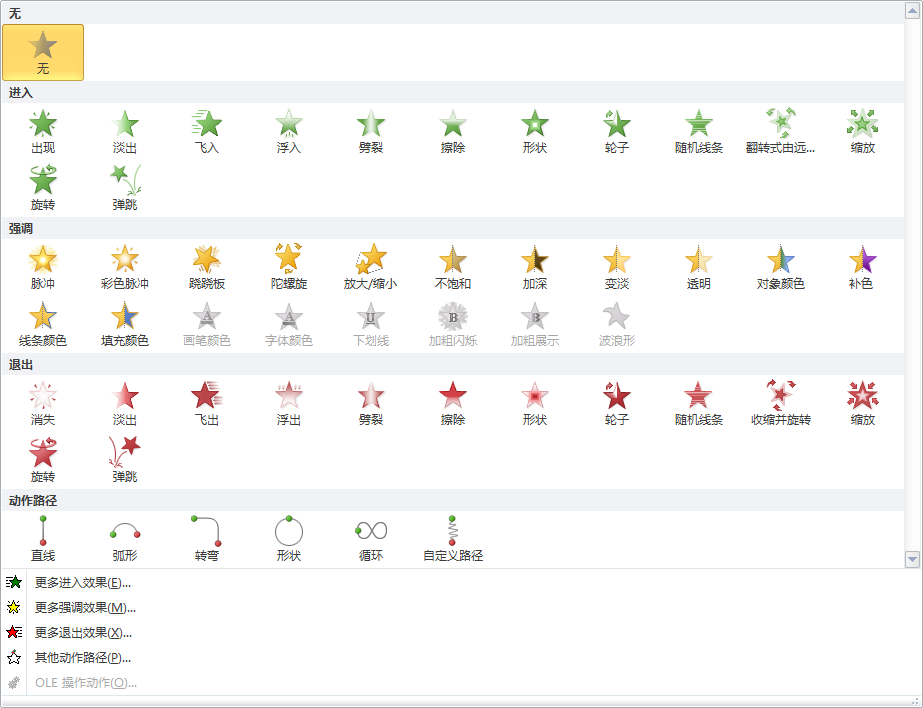 无
无
进入
出现 淡出 飞入 浮入 劈裂 擦除 形状 轮子 随机线条 翻转式由远... 缩放
旋转 弹跳
强调
脉冲 彩色脉冲 跷跷板 陀螺旋 放大/缩小 不饱和 加深 变淡 透明 对象颜色 补色
线条颜色 填充颜色 画笔颜色 字体颜色 下划线 加粗闪烁 加粗展示 波浪形
退出
消失 淡出 飞出 浮出 劈裂 擦除 形状 轮子 随机线条 收缩并旋转 缩放
旋转 弹跳
动作路径
直线 弧形 转弯 形状 循环 自定义路径
更多进入效果(E)...
更多强调效果(M)...
更多退出效果(X)...
其他动作路径(P)...
OLE 操作动作(O)...